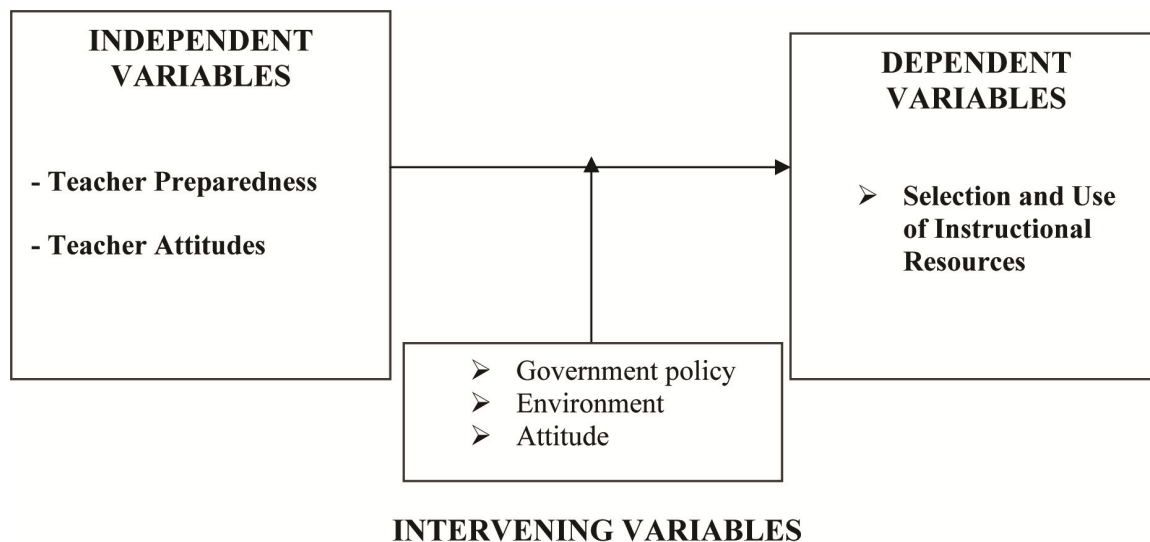 INDEPENDENT
VARIABLES
- Teacher Preparedness
- Teacher Attitudes
DEPENDENT
VARIABLES
➢ Selection and Use
of Instructional
Resources
➢ Government policy
➢ Environment
➢ Attitude
INTERVENING VARIABLES